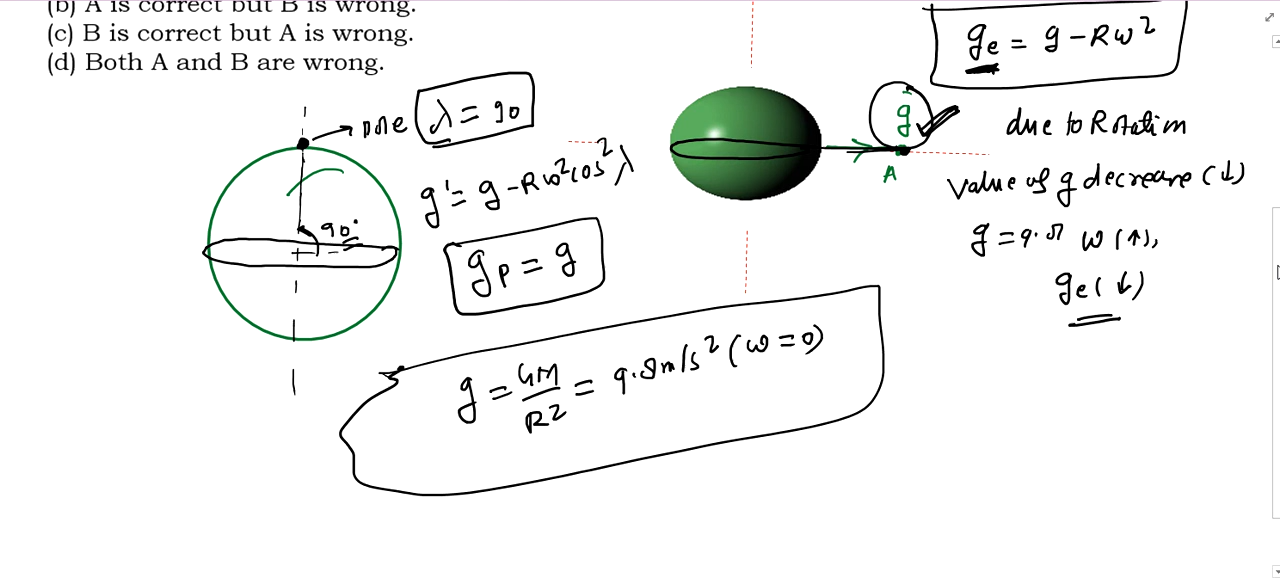 (b) A is correct but B is wrong.
(c) B is correct but A is wrong.
(d) Both A and B are wrong.
pole λ = 90
90°
g' = g - Rω²cos²λ
gp = g
g = GM/R2 = 9.8m/s² (ω = 0)
g
A
ge = g - Rω²
due to Rotation
Value of g decrease (↓)
g = 9.8 ω (↑),
ge (↓)